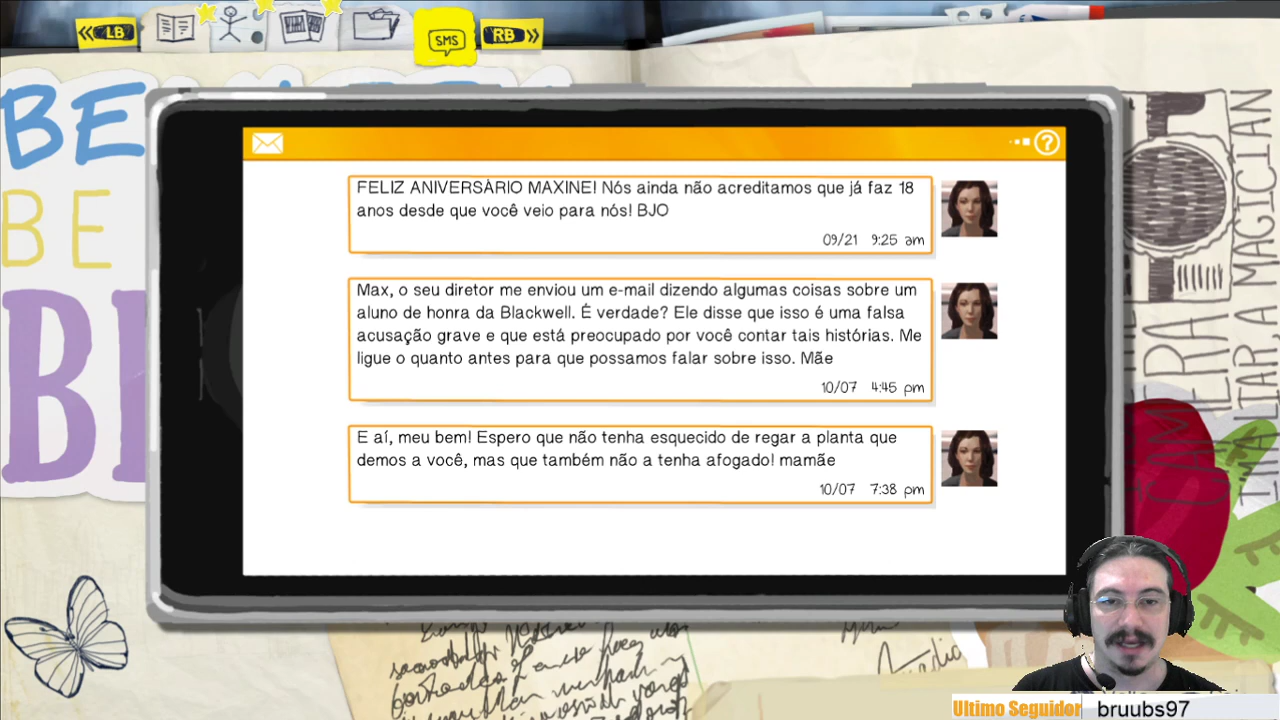 LB
SMS
RB
BE
BE
FELIZ ANIVERSÁRIO MAXINE! Nós ainda não acreditamos que já faz 18
anos desde que você veio para nós! BJO
09/21 9:25 am
Max, o seu diretor me enviou um e-mail dizendo algumas coisas sobre um
aluno de honra da Blackwell. É verdade? Ele disse que isso é uma falsa
acusação grave e que está preocupado por você contar tais histórias. Me
ligue o quanto antes para que possamos falar sobre isso. Mãe
10/07 4:45 pm
E aí, meu bem! Espero que não tenha esquecido de regar a planta que
demos a você, mas que também não a tenha afogado! mamãe
10/07 7:38 pm
CAMERA
MAGICIAN
Ultimo Seguidor
bruubs97